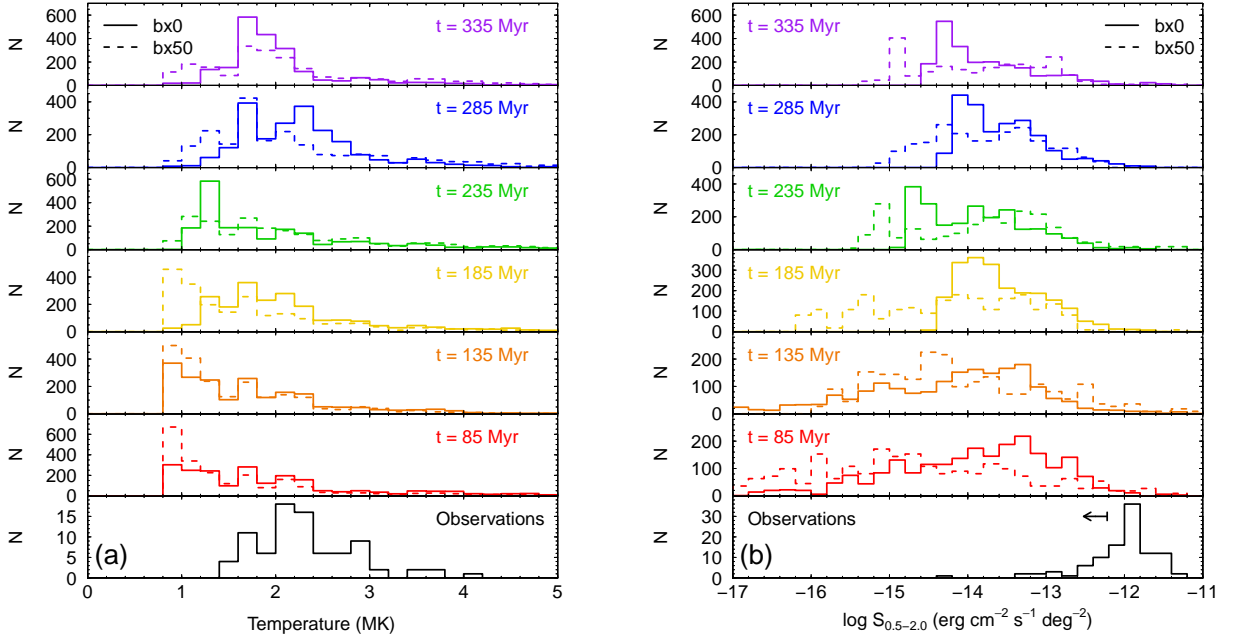 600
400
200
0
N
bx0
bx50
t = 335 Myr
400
200
0
N
t = 285 Myr
600
400
200
0
N
t = 235 Myr
400
200
0
N
t = 185 Myr
400
200
0
N
t = 135 Myr
600
400
200
0
N
t = 85 Myr
15
10
5
0
N
Observations
(a)
0 1 2 3 4 5
Temperature (MK)
600
400
200
0
N
t = 335 Myr
bx0
bx50
400
200
0
N
t = 285 Myr
400
200
0
N
t = 235 Myr
300
200
100
0
N
t = 185 Myr
200
100
0
N
t = 135 Myr
200
100
0
N
t = 85 Myr
30
20
10
0
N
Observations
(b)
−17 −16 −15 −14 −13 −12 −11
log S0.5−2.0 (erg cm−2 s−1 deg−2)